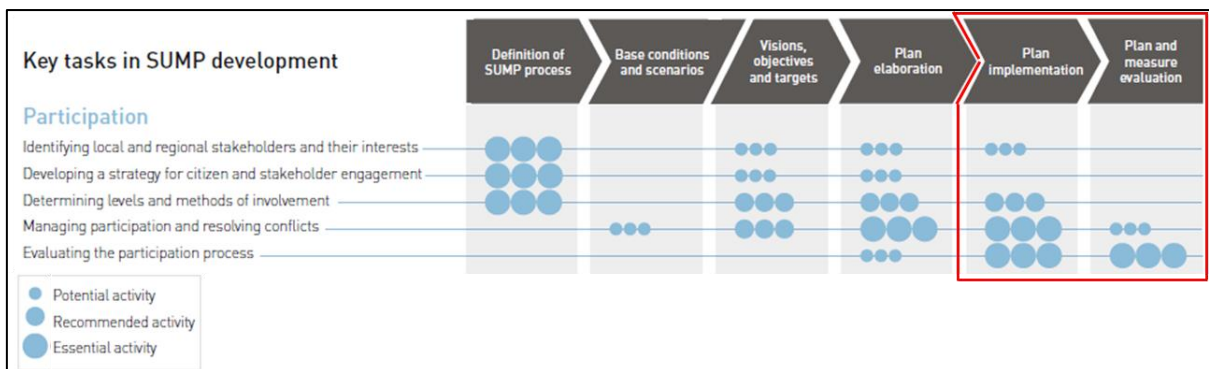 Key tasks in SUMP development
Definition of
SUMP process
Base conditions
and scenarios
Visions,
objectives
and targets
Plan
elaboration
Plan
implementation
Plan and
measure
evaluation
Participation
Identifying local and regional stakeholders and their interests
Developing a strategy for citizen and stakeholder engagement
Determining levels and methods of involvement
Managing participation and resolving conflicts
Evaluating the participation process
Potential activity
Recommended activity
Essential activity